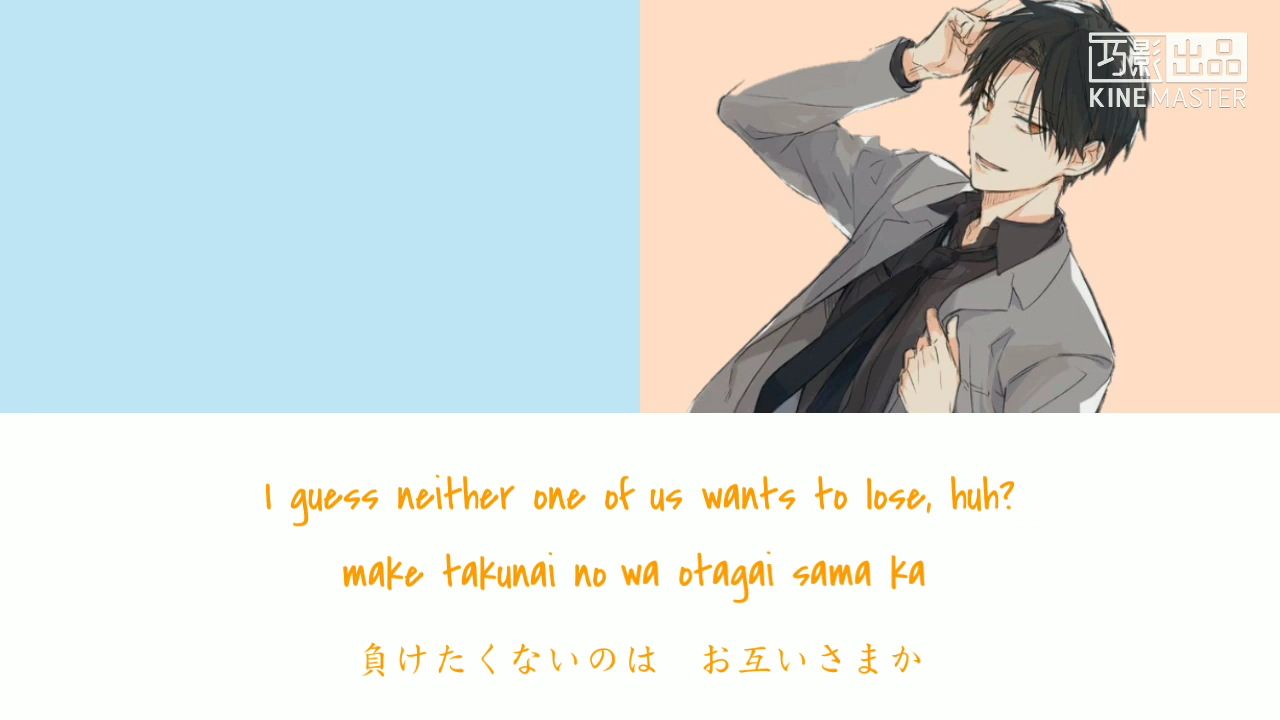 巧影出品
KINEMASTER
I guess neither one of us wants to lose, huh?
make takunai no wa otagai sama ka
負けたくないのは　お互いさまか